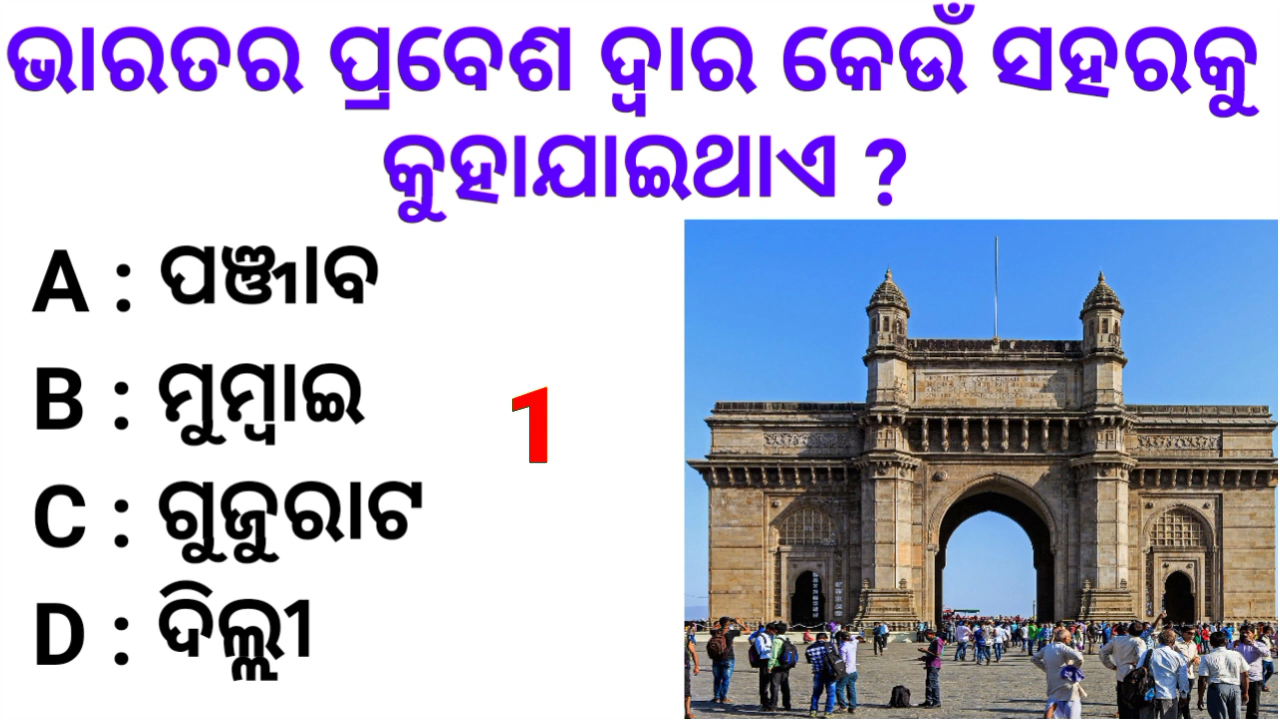 ଭାରତର ପ୍ରବେଶ ଦ୍ୱାର କେଉଁ ସହରକୁ
କୁହାଯାଇଥାଏ ?
A : ପଞ୍ଜାବ
B : ମୁମ୍ବାଇ
1
C : ଗୁଜୁରାଟ
D : ଦିଲ୍ଲୀ